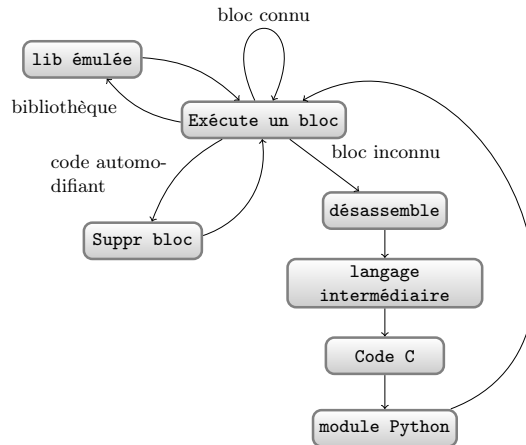 bloc connu
lib émulée
bibliothèque
Exécute un bloc
code automo-
difiant
bloc inconnu
désassemble
Suppr bloc
langage
intermédiaire
Code C
module Python